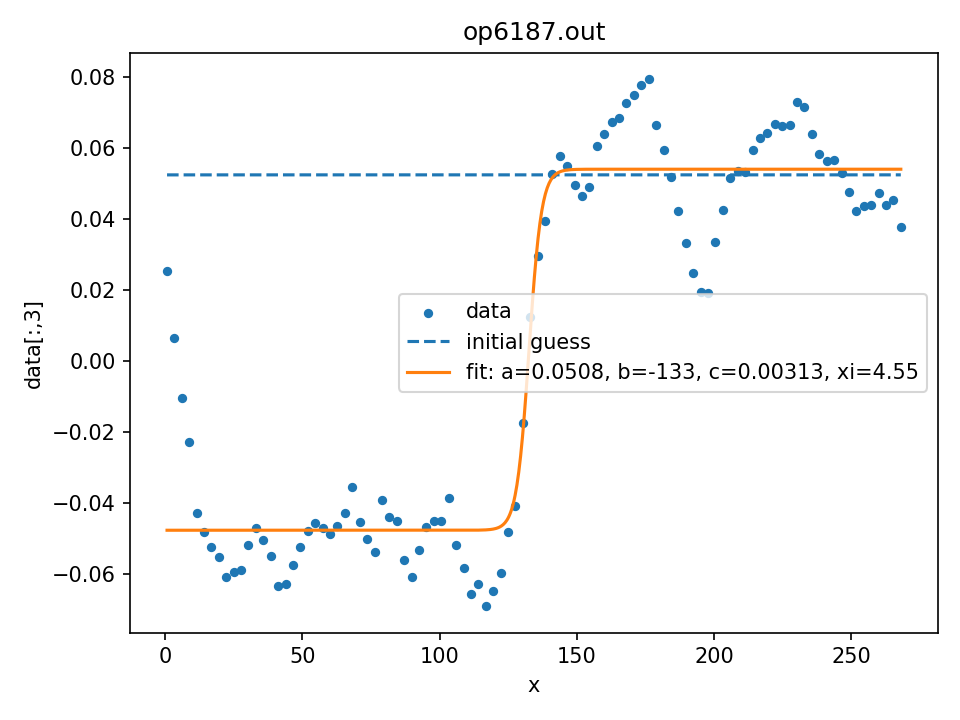 op6187.out
0.08
0.06
0.04
0.02
0.00
−0.02
−0.04
−0.06
data[:,3]
data
initial guess
fit: a=0.0508, b=-133, c=0.00313, xi=4.55
0 50 100 150 200 250
x